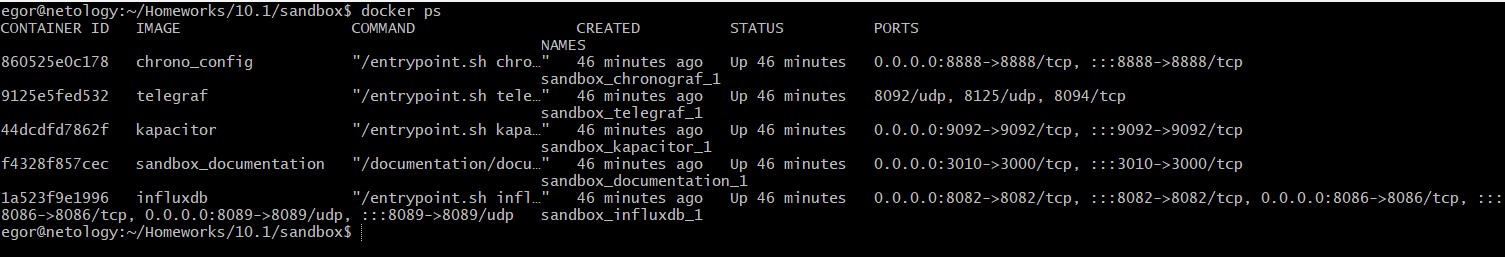 egor@netology:~/Homeworks/10.1/sandbox$ docker ps
CONTAINER ID   IMAGE                   COMMAND                  CREATED          STATUS          PORTS
                                                            NAMES
860525e0c178   chrono_config           "/entrypoint.sh chro…"   46 minutes ago   Up 46 minutes   0.0.0.0:8888->8888/tcp, :::8888->8888/tcp
                                                            sandbox_chronograf_1
9125e5fed532   telegraf                "/entrypoint.sh tele…"   46 minutes ago   Up 46 minutes   8092/udp, 8125/udp, 8094/tcp
                                                            sandbox_telegraf_1
44dcdfd7862f   kapacitor               "/entrypoint.sh kapa…"   46 minutes ago   Up 46 minutes   0.0.0.0:9092->9092/tcp, :::9092->9092/tcp
                                                            sandbox_kapacitor_1
f4328f857cec   sandbox_documentation   "/documentation/docu…"   46 minutes ago   Up 46 minutes   0.0.0.0:3010->3000/tcp, :::3010->3000/tcp
                                                            sandbox_documentation_1
1a523f9e1996   influxdb                "/entrypoint.sh infl…"   46 minutes ago   Up 46 minutes   0.0.0.0:8082->8082/tcp, :::8082->8082/tcp, 0.0.0.0:8086->8086/tcp, :::
8086->8086/tcp, 0.0.0.0:8089->8089/udp, :::8089->8089/udp   sandbox_influxdb_1
egor@netology:~/Homeworks/10.1/sandbox$